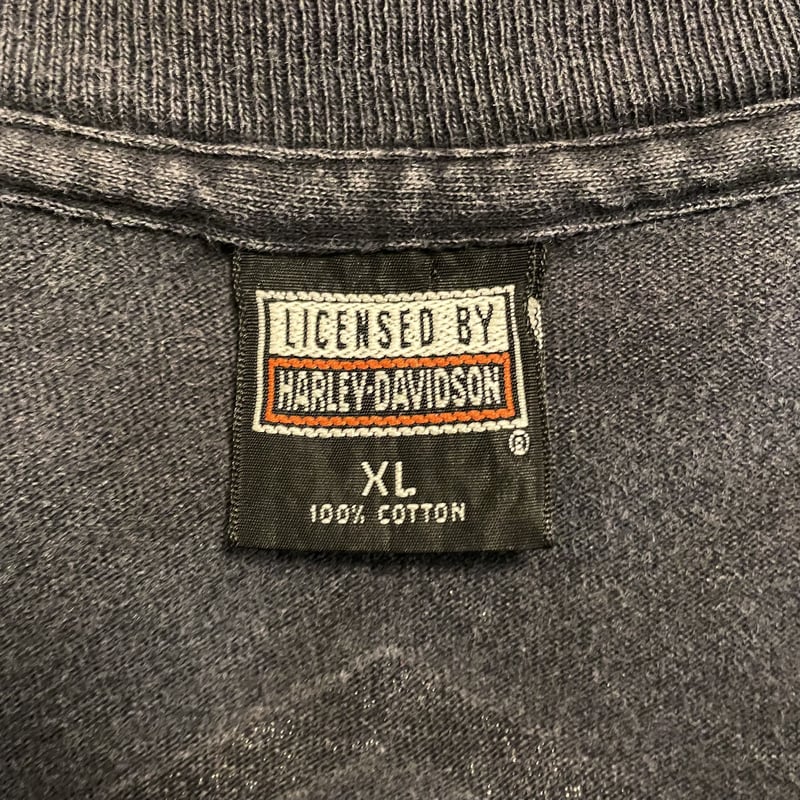 LICENSED BY
HARLEY-DAVIDSON
®
XL
100% COTTON